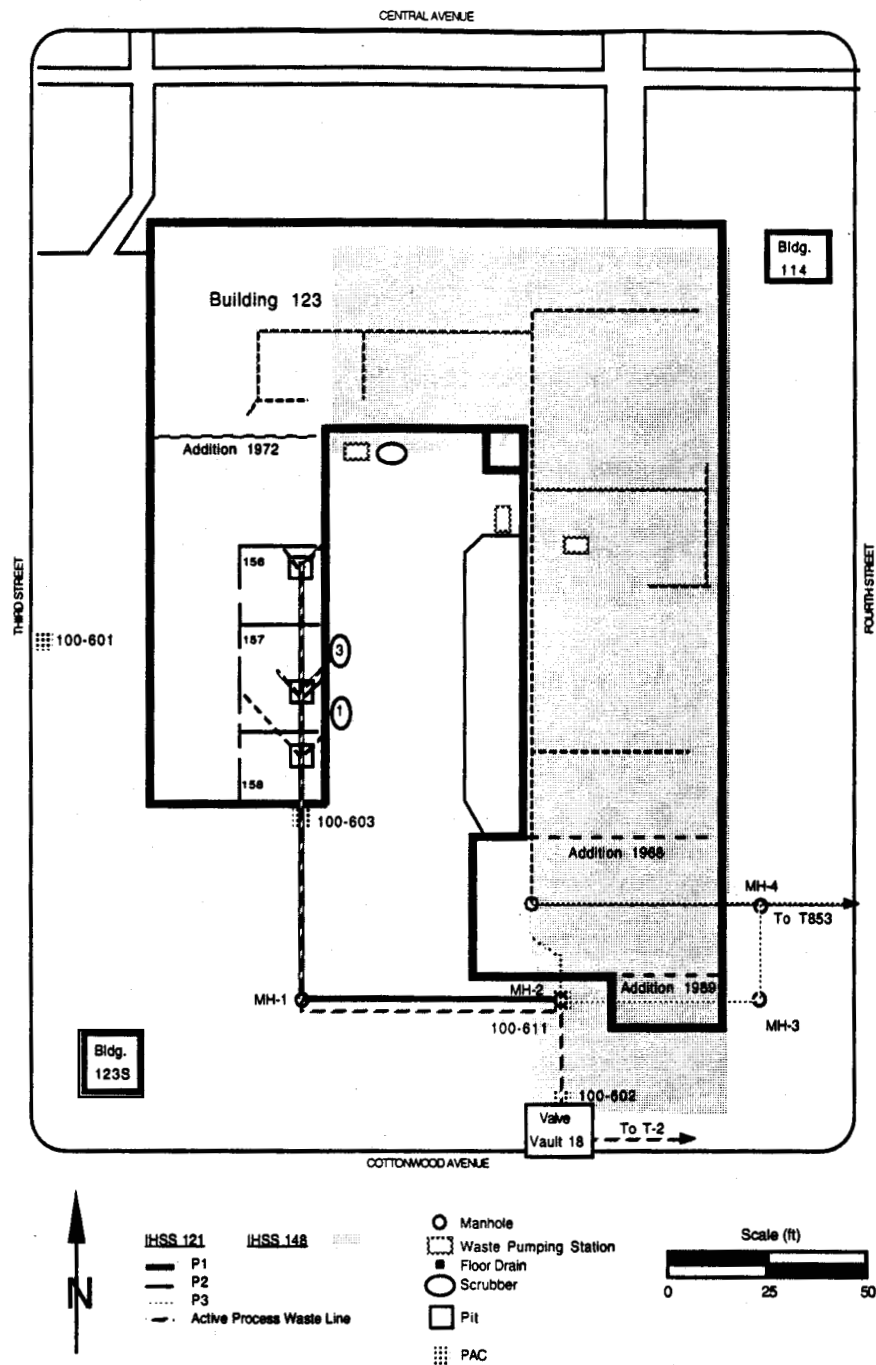 CENTRAL AVENUE
Bldg.
114
Building 123
Addition 1972
156
157
THIRD STREET
FOURTH STREET
100-601
3
1
158
100-603
Addition 1968
MH-4
To T853
MH-1
MH-2
Addition 1989
MH-3
100-611
Bldg.
123S
100-602
Valve
Vault 18
To T-2
COTTONWOOD AVENUE
N
IHSS 121
IHSS 148
P1
P2
P3
Active Process Waste Line
Manhole
Waste Pumping Station
Floor Drain
Scrubber
Pit
PAC
Scale (ft)
0 25 50